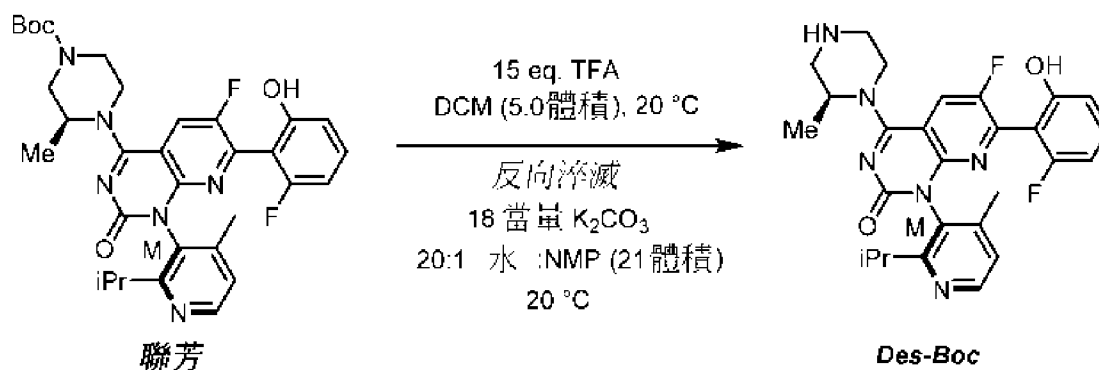 Boc
N
Me
N
F
OH
N
N
N
O
F
M
iPr
N
聯芳
15 eq. TFA
DCM (5.0體積), 20 °C
反向淬滅
18 當量 K₂CO₃
20:1 水 :NMP (21體積)
20 °C
HN
Me
N
F
OH
N
N
N
O
F
M
iPr
N
Des-Boc